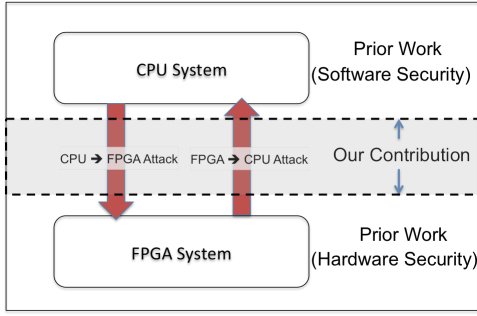 CPU System
Prior Work
(Software Security)
CPU ➔ FPGA Attack
FPGA ➔ CPU Attack
Our Contribution
FPGA System
Prior Work
(Hardware Security)